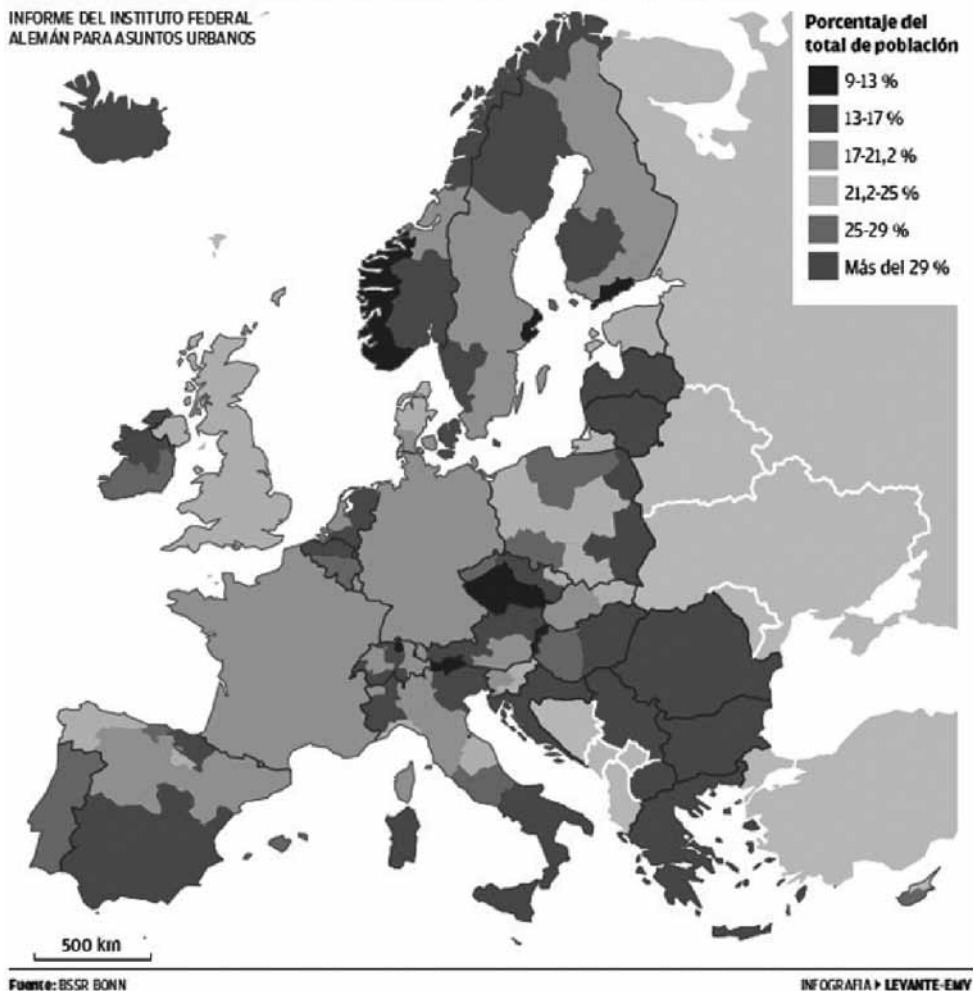 INFORME DEL INSTITUTO FEDERAL
ALEMÁN PARA ASUNTOS URBANOS
Porcentaje del
total de población
9-13 %
13-17 %
17-21,2 %
21,2-25 %
25-29 %
Más del 29 %
500 km
Fuente: BSSR BONN
INFOGRAFIA ▸ LEVANTE-EMV